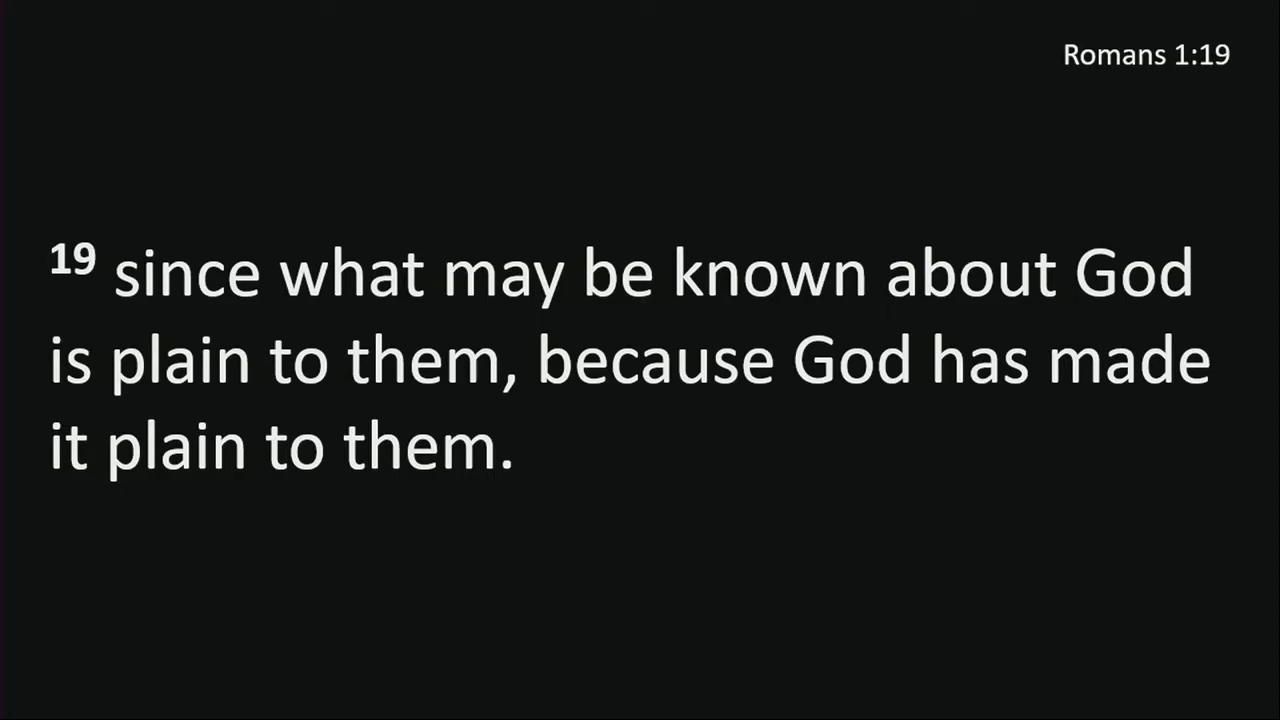 Romans 1:19
19 since what may be known about God
is plain to them, because God has made
it plain to them.